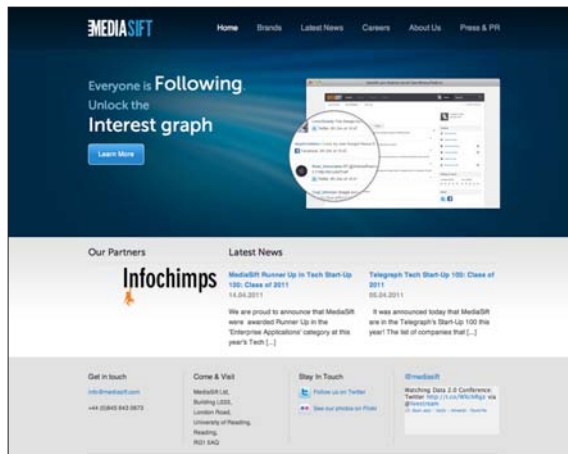 MEDIASIFT
Home Brands Latest News Careers About Us Press & PR
Everyone is Following.
Unlock the
Interest graph
Learn More
Our Partners
Infochimps
Latest News
MediaSift Runner Up in Tech Start-Up
100: Class of 2011
14.04.2011
We are proud to announce that MediaSift
were awarded Runner Up in the
'Enterprise Applications' category at this
year's Tech [...]
Telegraph Tech Start-Up 100: Class of
2011
It was announced today that MediaSift
are in the Telegraph's Start-Up 100 this
year! The list of companies that [...]
Get in touch
info@mediasift.com
Come & Visit
MediaSift Ltd,
London Road,
University of Reading,
Reading,
Stay In Touch
Follow us on Twitter
See our photos on Flickr
@mediasift
Watching Data 2.0 Conference:
Twitter via
@livestream